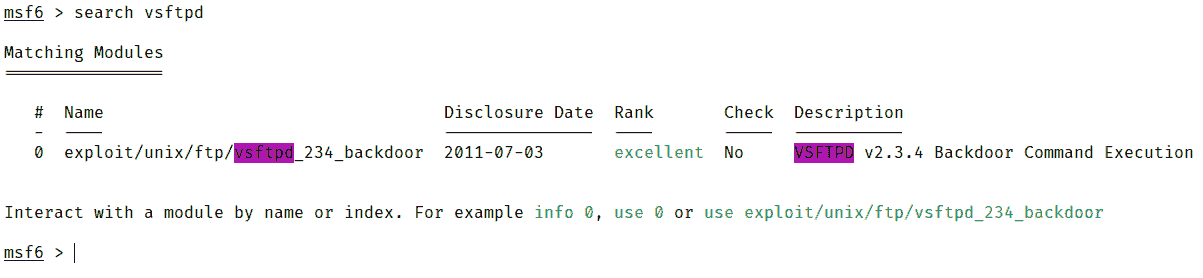 msf6 > search vsftpd
Matching Modules
================
# Name Disclosure Date Rank Check Description
- ---- --------------- ---- ----- -----------
0 exploit/unix/ftp/vsftpd_234_backdoor 2011-07-03 excellent No VSFTPD v2.3.4 Backdoor Command Execution
Interact with a module by name or index. For example info 0, use 0 or use exploit/unix/ftp/vsftpd_234_backdoor
msf6 >